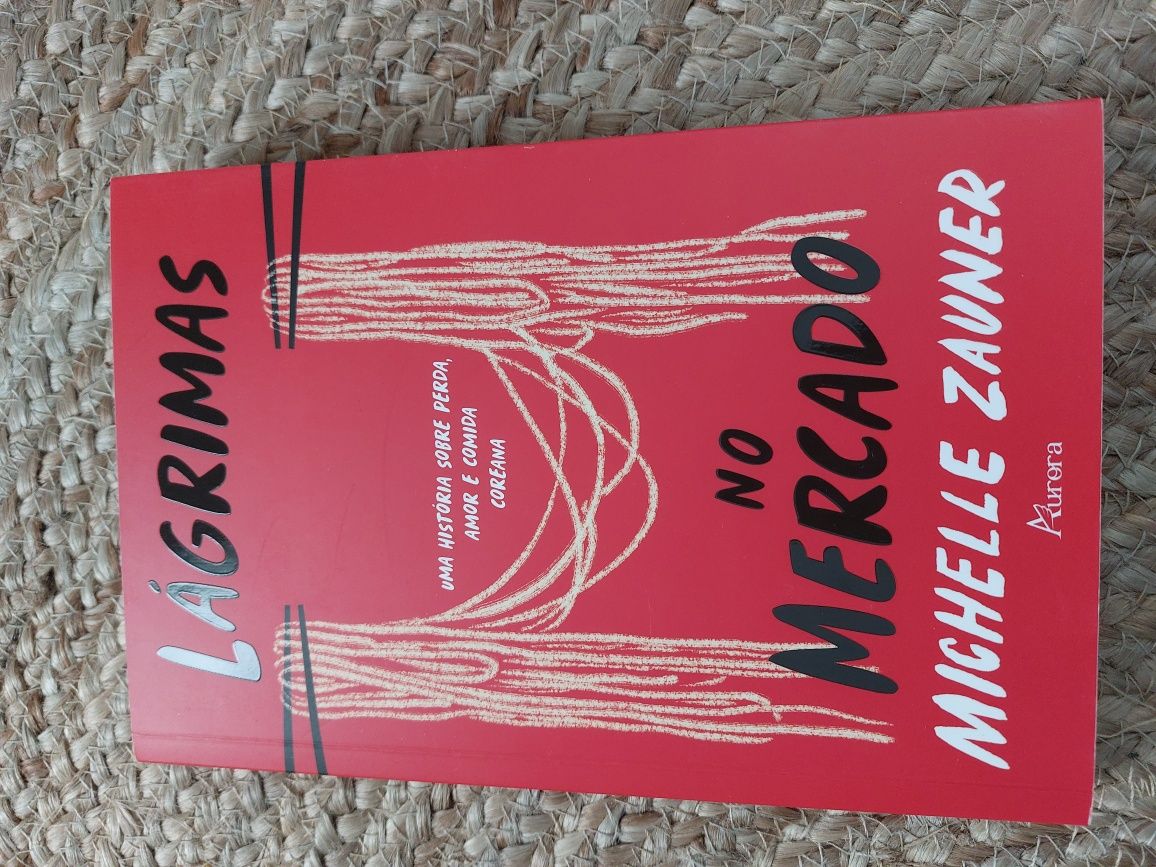 LÁGRIMAS
UMA HISTÓRIA SOBRE PERDA,
AMOR E COMIDA
COREANA
NO
MERCADO
MICHELLE ZAUNER
Aurora